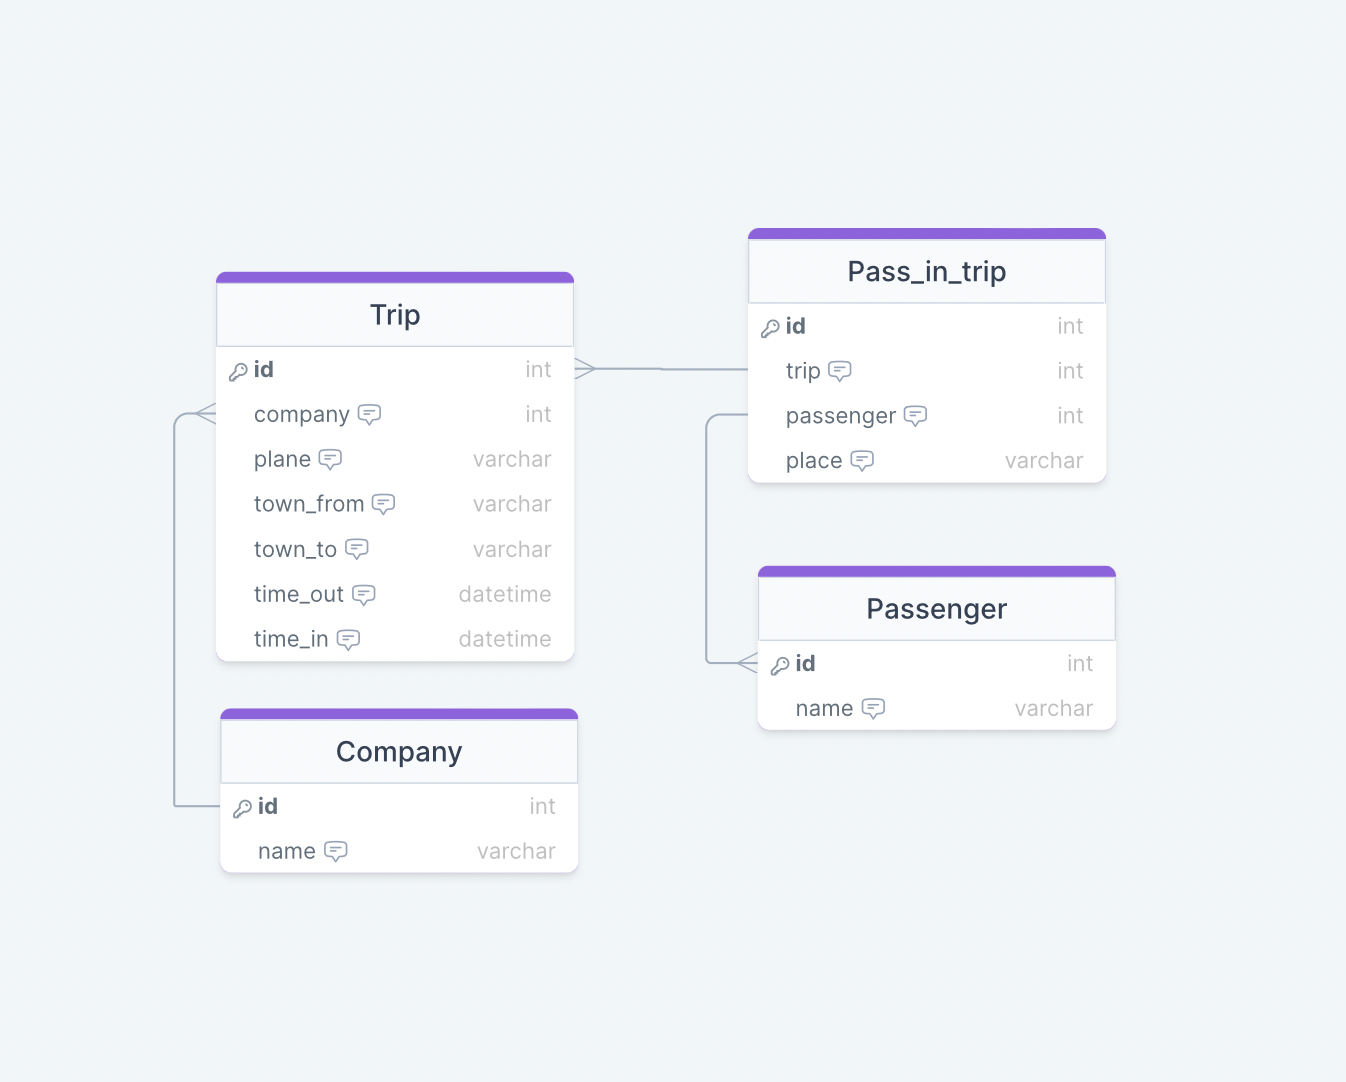 Trip
id int
company int
plane varchar
town_from varchar
town_to varchar
time_out datetime
time_in datetime
Pass_in_trip
id int
trip int
passenger int
place varchar
Company
id int
name varchar
Passenger
id int
name varchar